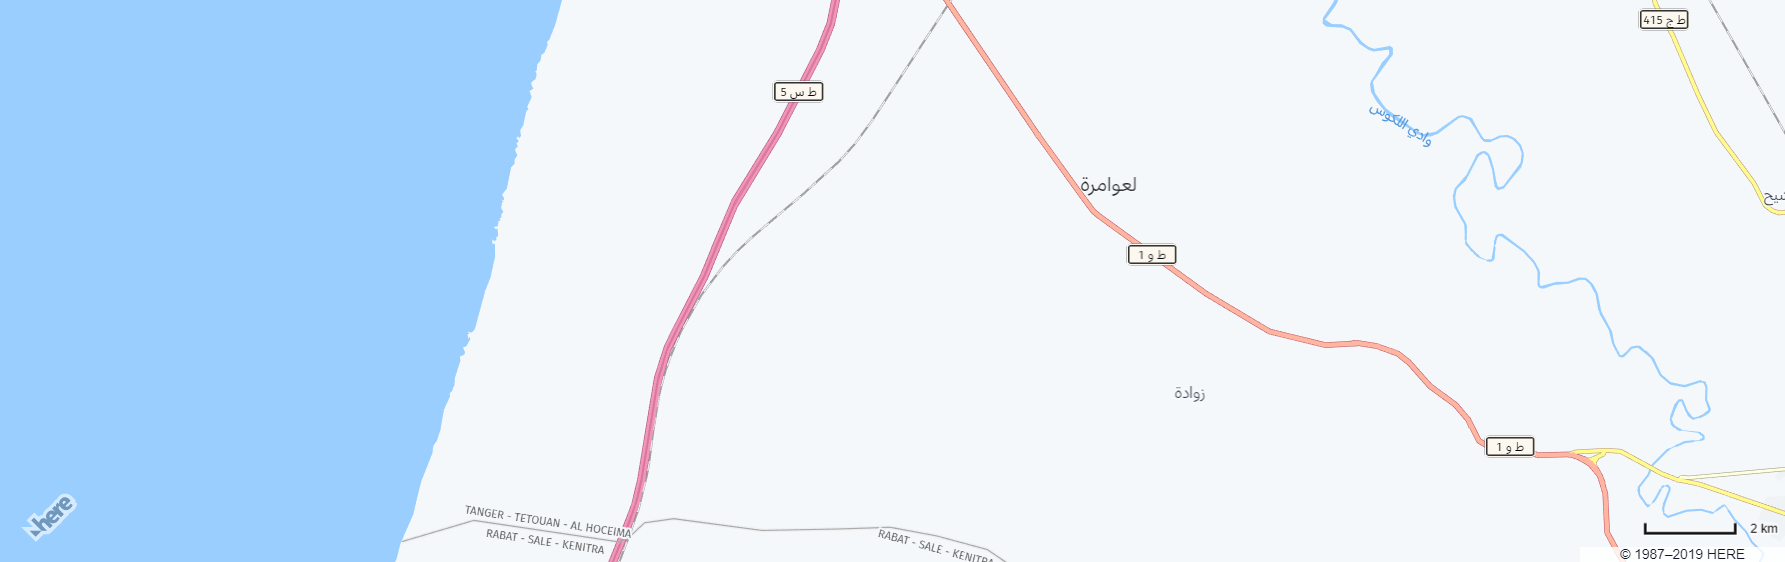 ط ج 415
ط س 5
وادي اللكوس
لعوامرة
ط و 1
زوادة
ط و 1
here
TANGER - TETOUAN - AL HOCEIMA
RABAT - SALE - KENITRA
RABAT - SALE - KENITRA
2 km
© 1987–2019 HERE